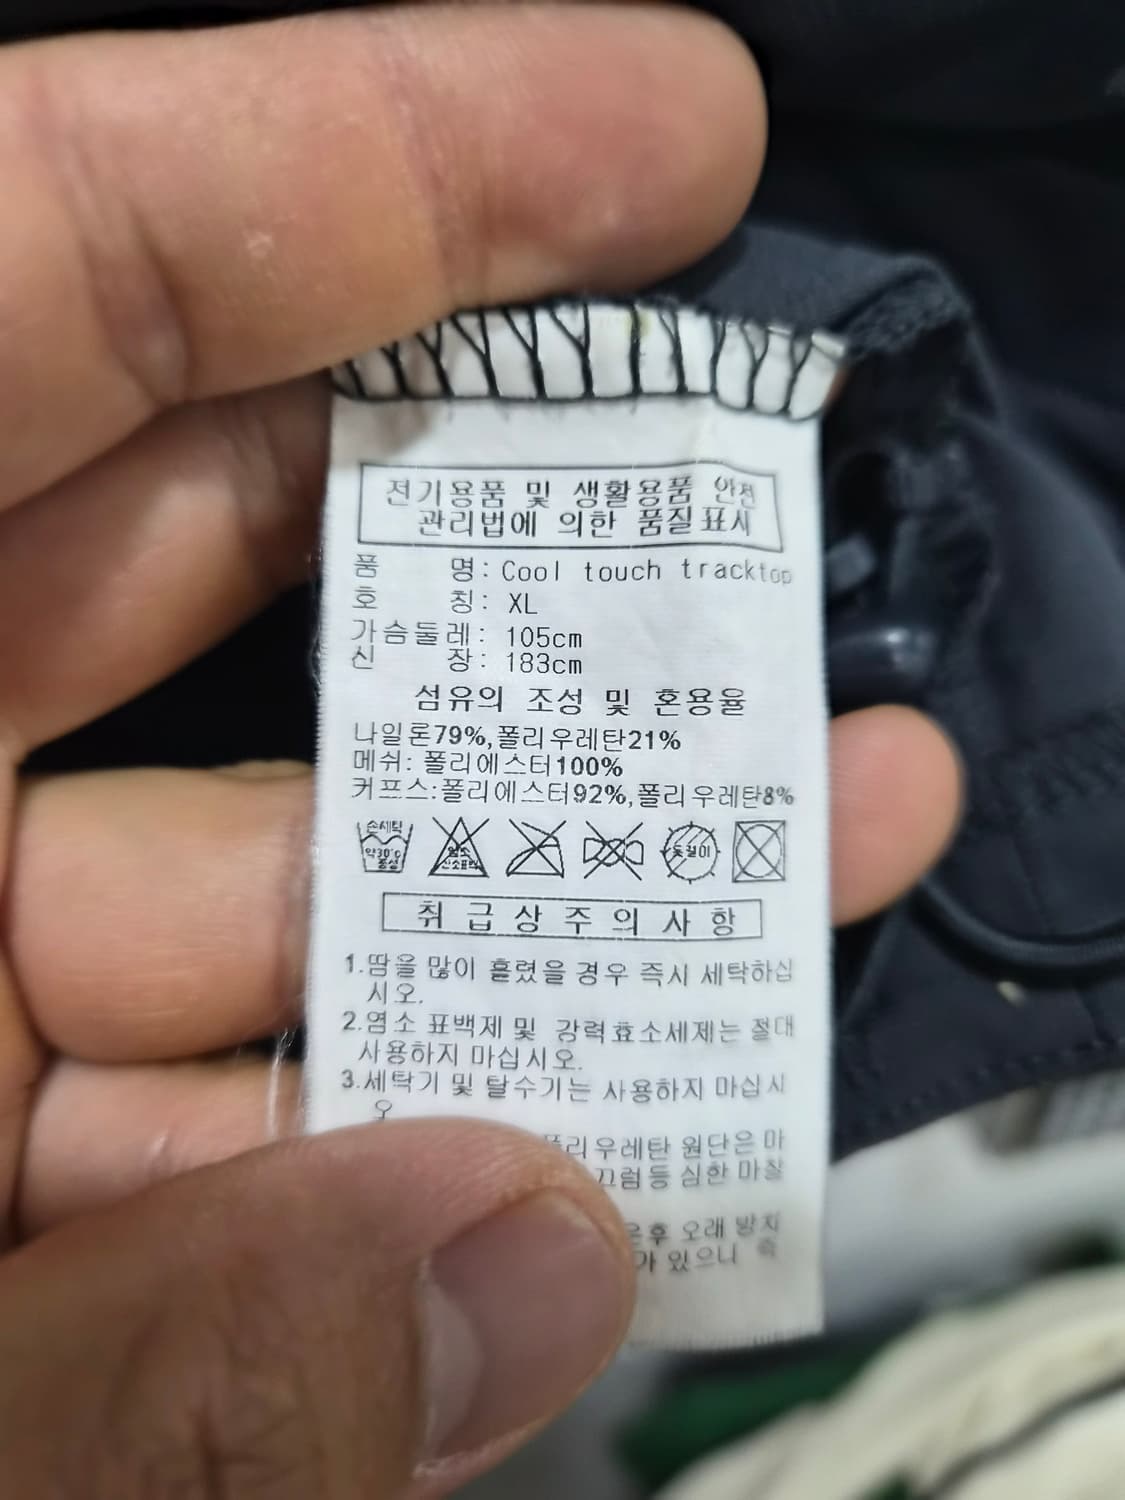 전기용품 및 생활용품 안전
관리법에 의한 품질표시
품 명: Cool touch tracktop
호 칭: XL
가슴둘레: 105cm
신 장: 183cm
섬유의 조성 및 혼용율
나일론79%,폴리우레탄21%
메쉬: 폴리에스터100%
커프스:폴리에스터92%,폴리우레탄8%
손세탁 약30℃ 중성 염소 산소표백 옷걸이
취급상주의사항
1.땀을 많이 흘렸을 경우 즉시 세탁하십
시오.
2.염소 표백제 및 강력효소세제는 절대
사용하지 마십시오.
3.세탁기 및 탈수기는 사용하지 마십시
오
폴리우레탄 원단은 마
끄럼등 심한 마찰
후 오래 방치
가 있으니 즉